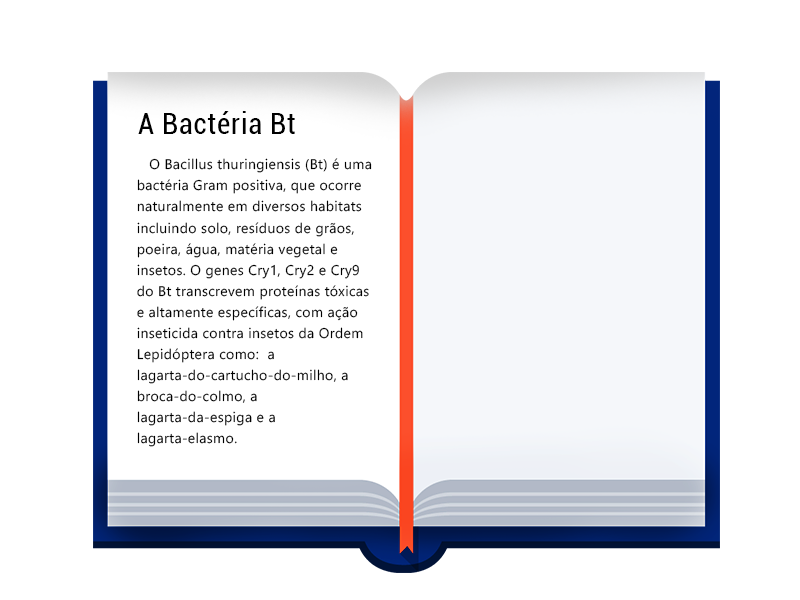 A Bactéria Bt
O Bacillus thuringiensis (Bt) é uma
bactéria Gram positiva, que ocorre
naturalmente em diversos habitats
incluindo solo, resíduos de grãos,
poeira, água, matéria vegetal e
insetos. O genes Cry1, Cry2 e Cry9
do Bt transcrevem proteínas tóxicas
e altamente específicas, com ação
inseticida contra insetos da Ordem
Lepidóptera como:  a
lagarta-do-cartucho-do-milho, a
broca-do-colmo, a
lagarta-da-espiga e a
lagarta-elasmo.